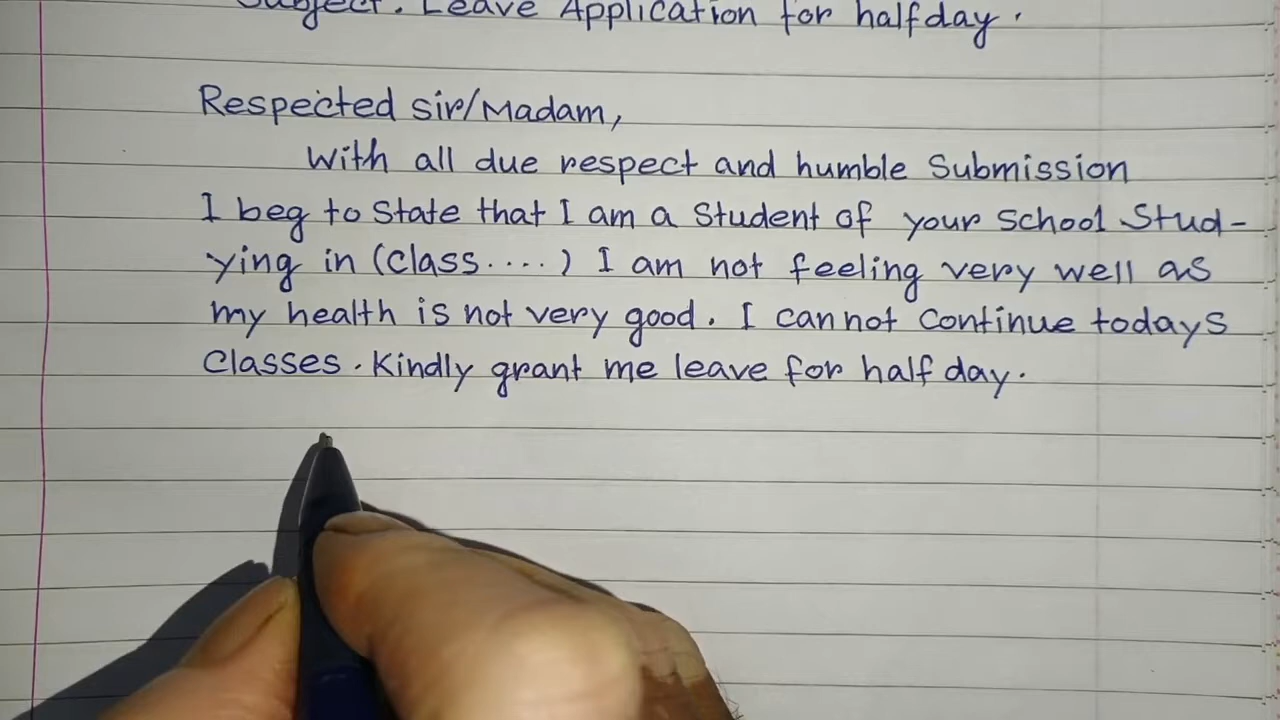 Subject. Leave Application for halfday.
Respected sir/Madam,
With all due respect and humble Submission
I beg to State that I am a Student of your School Stud-
ying in (Class....) I am not feeling very well as
my health is not very good. I cannot Continue todays
Classes. Kindly grant me leave for half day.